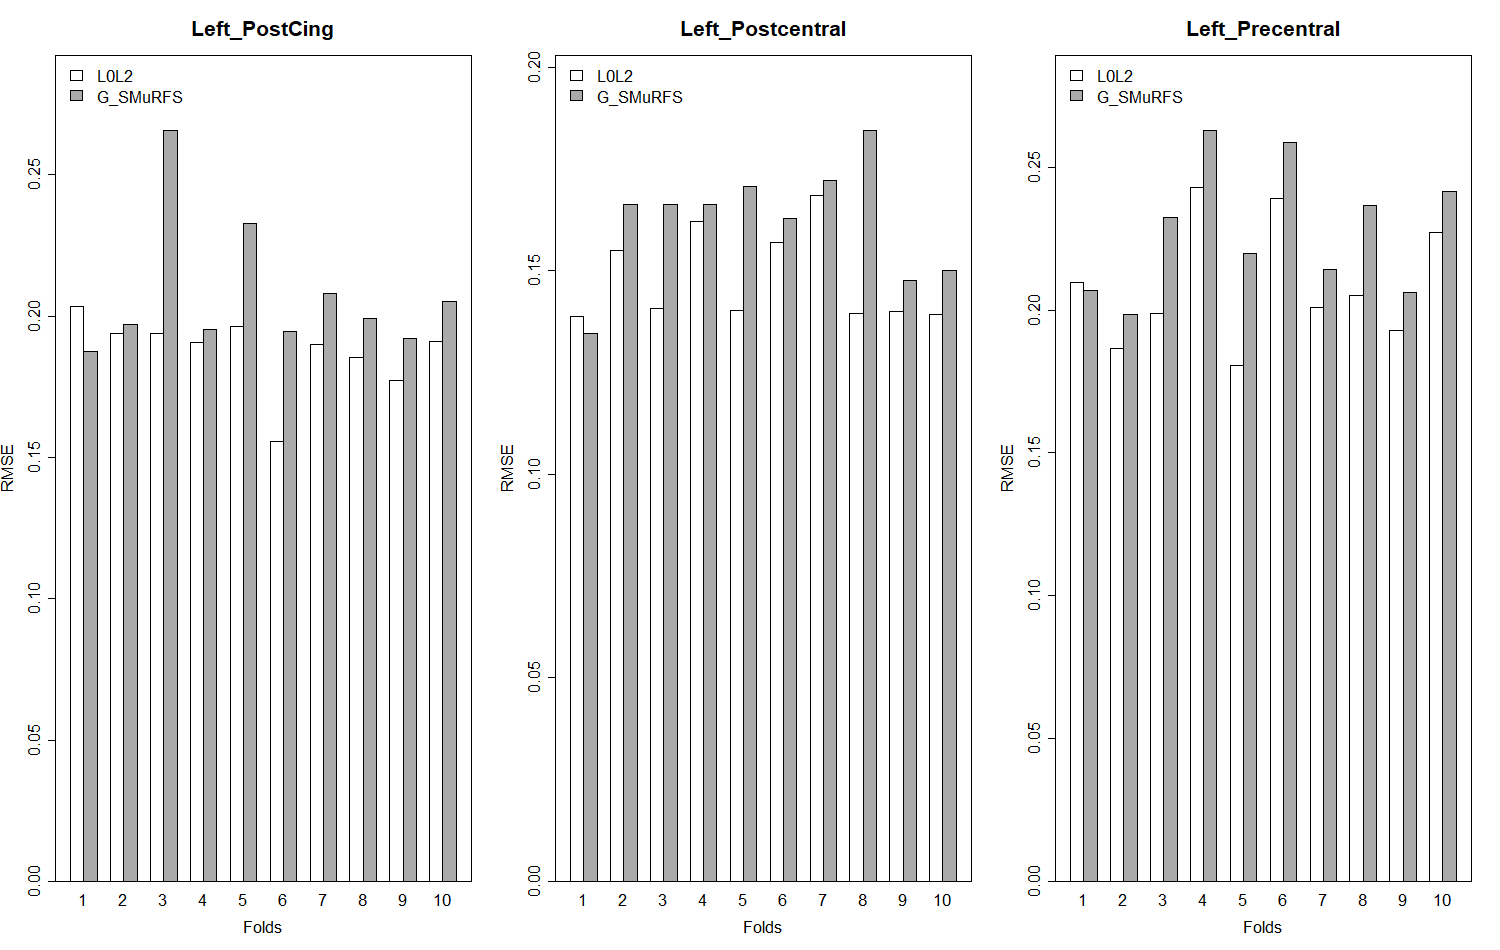 Left_PostCing
L0L2
G_SMuRFS
RMSE
0.25
0.20
0.15
0.10
0.05
0.00
1 2 3 4 5 6 7 8 9 10
Folds
Left_Postcentral
L0L2
G_SMuRFS
RMSE
0.20
0.15
0.10
0.05
0.00
1 2 3 4 5 6 7 8 9 10
Folds
Left_Precentral
L0L2
G_SMuRFS
RMSE
0.25
0.20
0.15
0.10
0.05
0.00
1 2 3 4 5 6 7 8 9 10
Folds